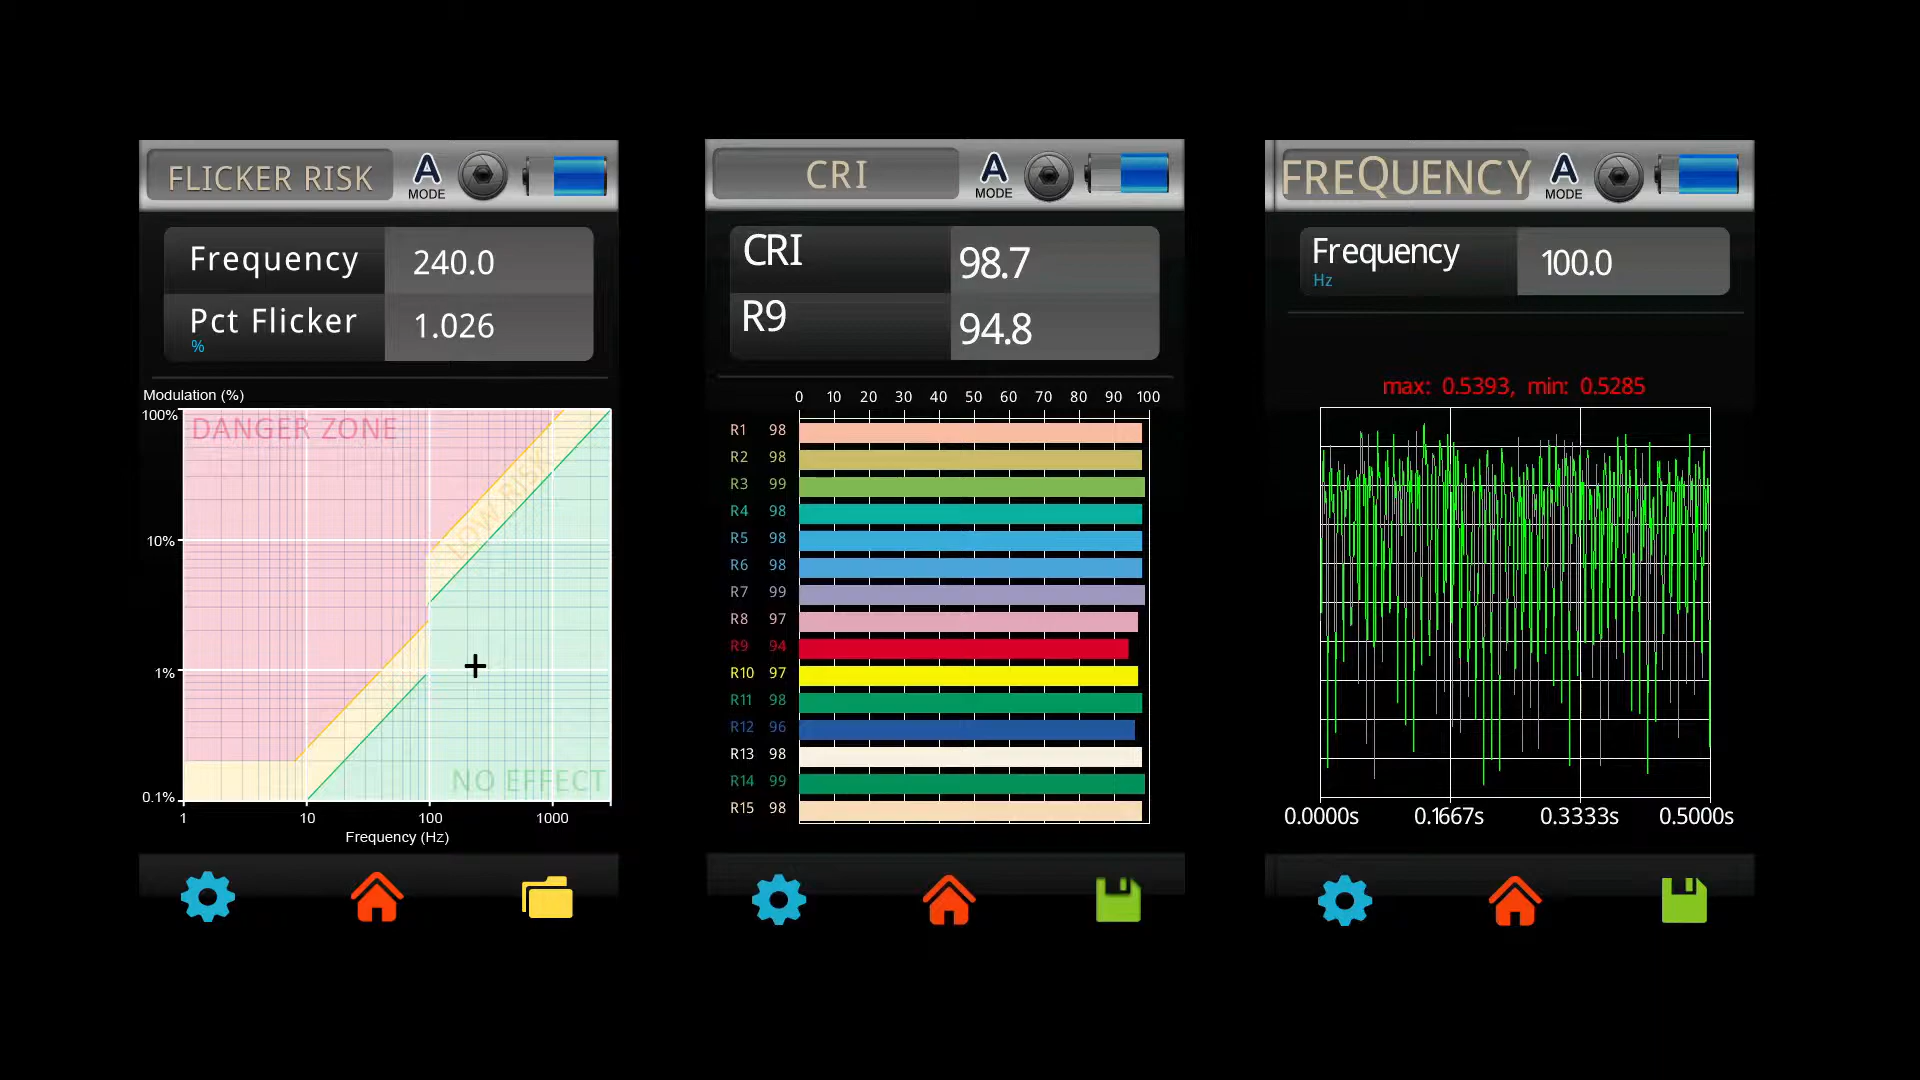 FLICKER RISK
A
MODE
Frequency 240.0
Pct Flicker 1.026
%
Modulation (%)
100%
DANGER ZONE
LOW RISK
10%
1%
NO EFFECT
0.1%
1 10 100 1000
Frequency (Hz)
CRI
A
MODE
CRI 98.7
R9 94.8
0 10 20 30 40 50 60 70 80 90 100
R1 98
R2 98
R3 99
R4 98
R5 98
R6 98
R7 99
R8 97
R9 94
R10 97
R11 98
R12 96
R13 98
R14 99
R15 98
FREQUENCY
A
MODE
Frequency 100.0
Hz
max: 0.5393, min: 0.5285
0.0000s 0.1667s 0.3333s 0.5000s